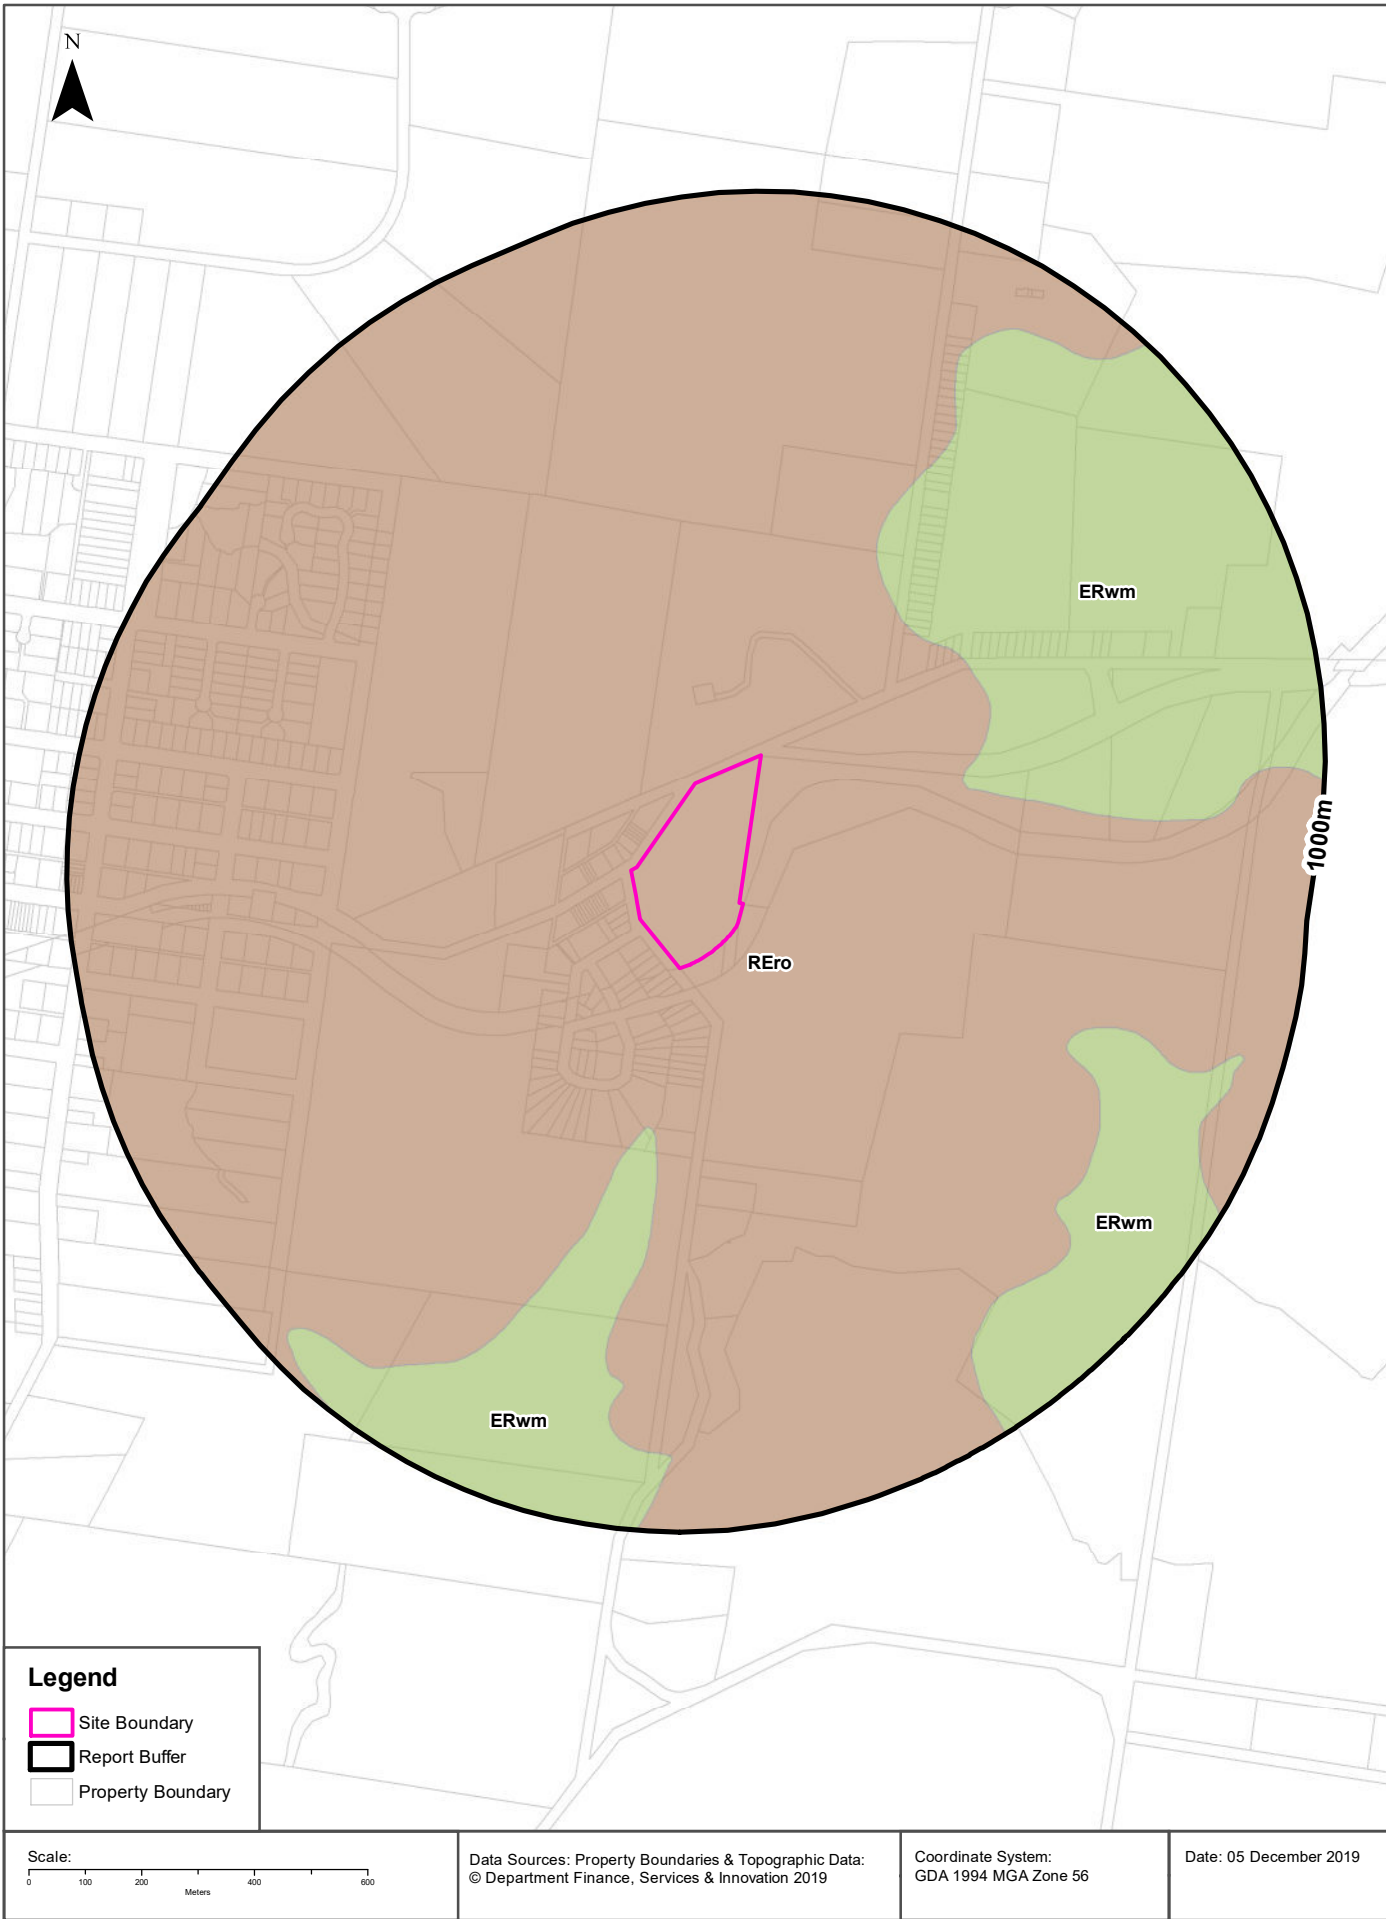 N
ERwm
1000m
REro
ERwm
ERwm
Legend
Site Boundary
Report Buffer
Property Boundary
Scale:
0 100 200 400 600
Meters
Data Sources: Property Boundaries & Topographic Data:
© Department Finance, Services & Innovation 2019
Coordinate System:
GDA 1994 MGA Zone 56
Date: 05 December 2019